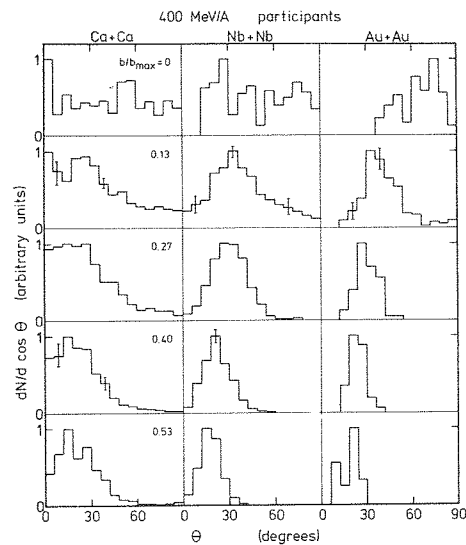 400 MeV/A participants
Ca+Ca Nb+Nb Au+Au
b/bmax=0
1
0
0.13
1
0
0.27
1
0
0.40
1
0
0.53
1
0
dN/d cos θ (arbitrary units)
0 30 60 0 30 60 0 30 60 90
θ (degrees)